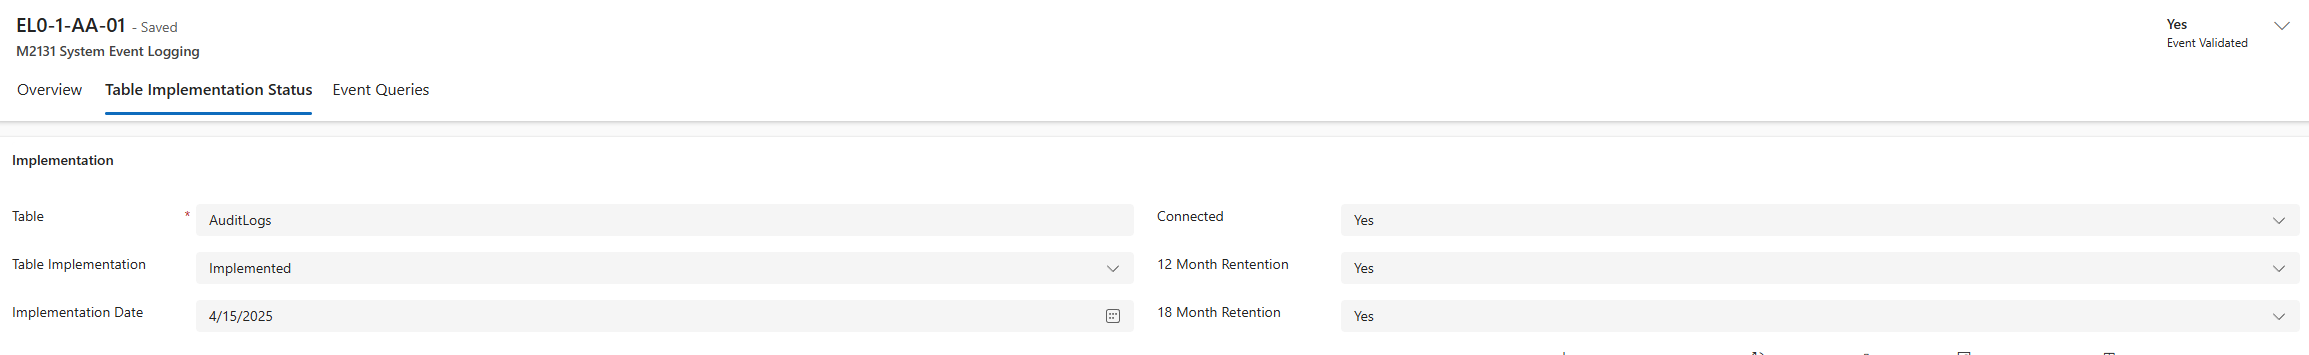 EL0-1-AA-01 - Saved
M2131 System Event Logging
Yes
Event Validated
Overview Table Implementation Status Event Queries
Implementation
Table * AuditLogs Connected Yes
Table Implementation Implemented 12 Month Rentention Yes
Implementation Date 4/15/2025 18 Month Retention Yes